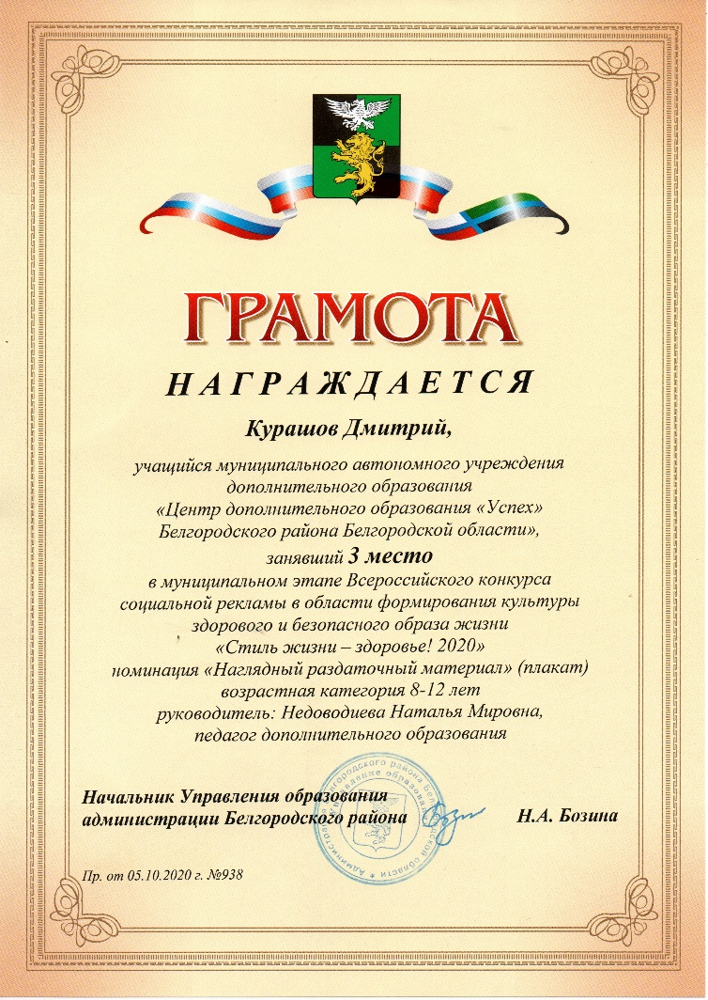 ГРАМОТА
НАГРАЖДАЕТСЯ
Курашов Дмитрий,
учащийся муниципального автономного учреждения
дополнительного образования
«Центр дополнительного образования «Успех»
Белгородского района Белгородской области»,
занявший 3 место
в муниципальном этапе Всероссийского конкурса
социальной рекламы в области формирования культуры
здорового и безопасного образа жизни
«Стиль жизни – здоровье! 2020»
номинация «Наглядный раздаточный материал» (плакат)
возрастная категория 8-12 лет
руководитель: Недоводиева Наталья Мировна,
педагог дополнительного образования
Начальник Управления образования
администрации Белгородского района
Н.А. Бозина
Пр. от 05.10.2020 г. №938